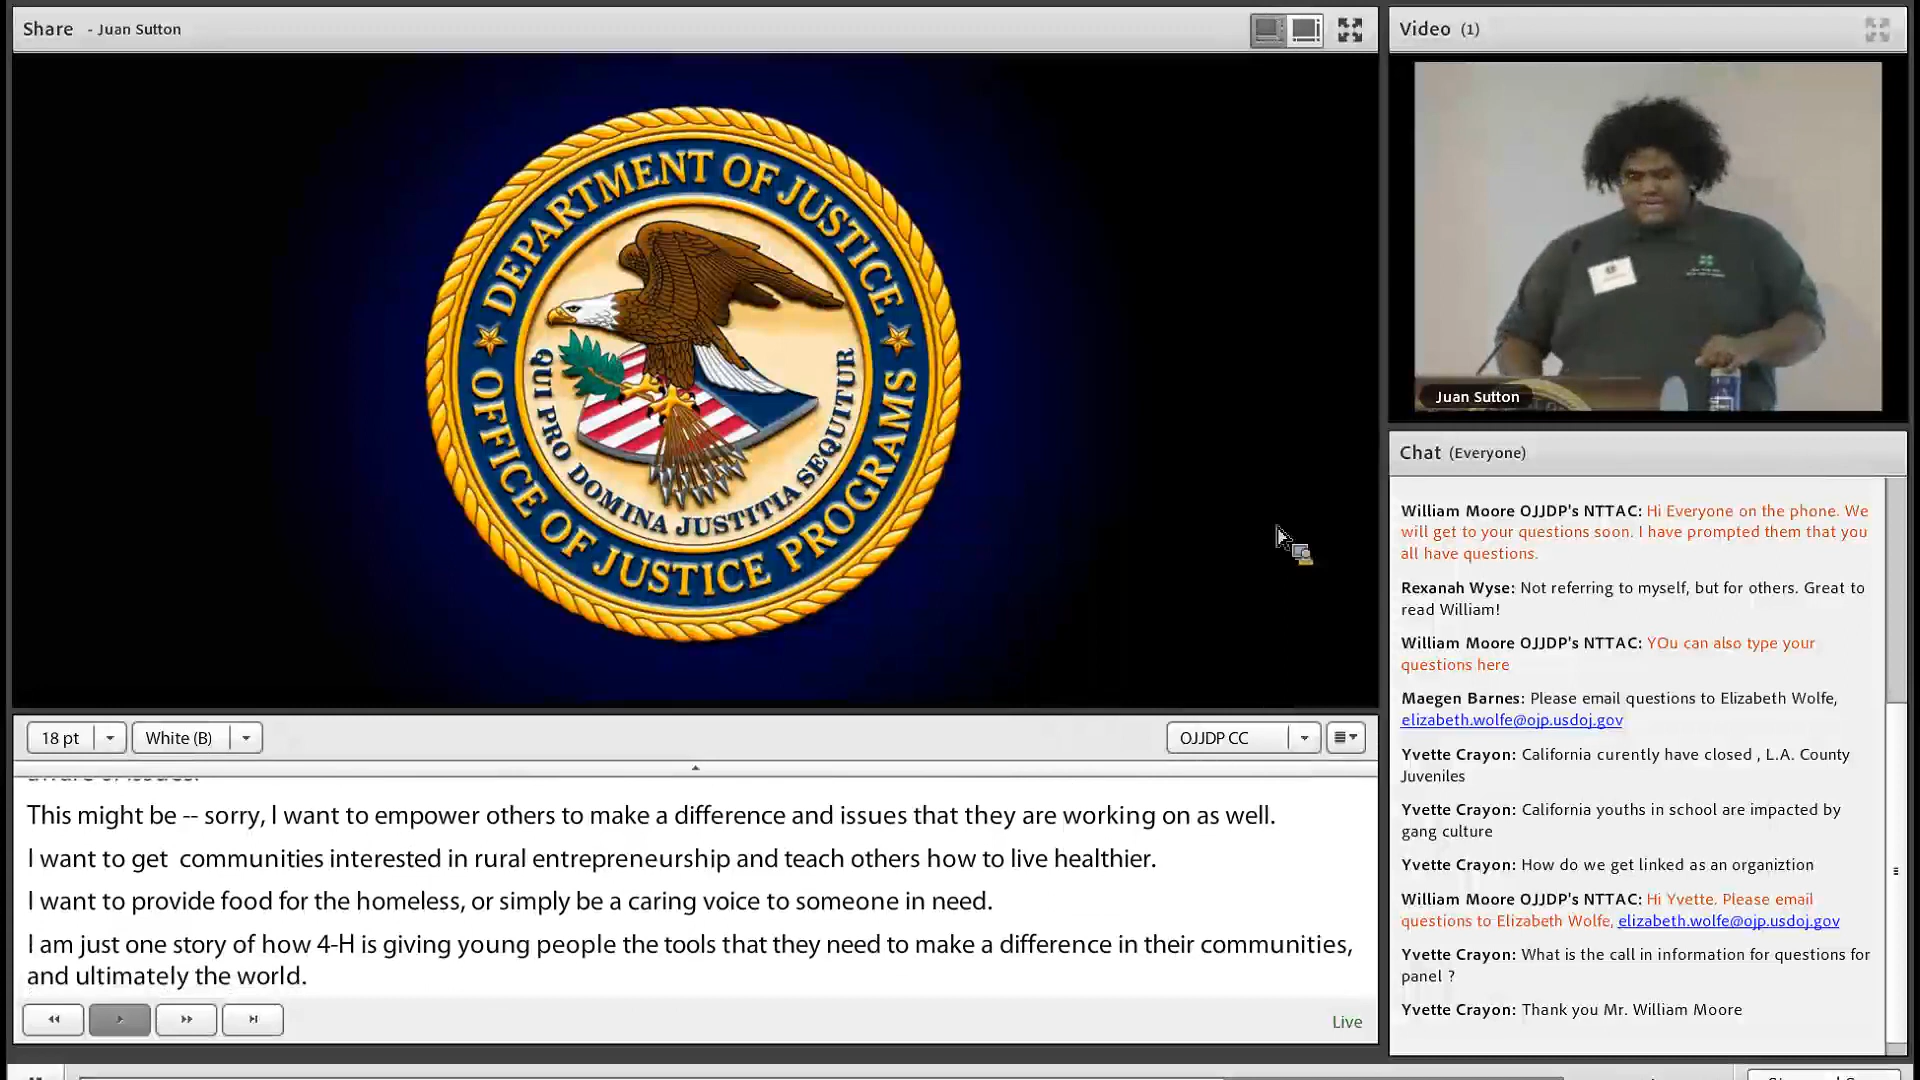 Share - Juan Sutton
Video (1)
DEPARTMENT OF JUSTICE
OFFICE OF JUSTICE PROGRAMS
QUI PRO DOMINA JUSTITIA SEQUITUR
Juan Sutton
Chat (Everyone)
William Moore OJJDP's NTTAC: Hi Everyone on the phone. We
will get to your questions soon. I have prompted them that you
all have questions.
Rexanah Wyse: Not referring to myself, but for others. Great to
read William!
William Moore OJJDP's NTTAC: YOu can also type your
questions here
Maegen Barnes: Please email questions to Elizabeth Wolfe,
elizabeth.wolfe@ojp.usdoj.gov
Yvette Crayon: California curently have closed , L.A. County
Juveniles
Yvette Crayon: California youths in school are impacted by
gang culture
Yvette Crayon: How do we get linked as an organiztion
William Moore OJJDP's NTTAC: Hi Yvette. Please email
questions to Elizabeth Wolfe, elizabeth.wolfe@ojp.usdoj.gov
Yvette Crayon: What is the call in information for questions for
panel ?
Yvette Crayon: Thank you Mr. William Moore
18 pt White (B) OJJDP CC
aware of issues.
This might be -- sorry, I want to empower others to make a difference and issues that they are working on as well.
I want to get communities interested in rural entrepreneurship and teach others how to live healthier.
I want to provide food for the homeless, or simply be a caring voice to someone in need.
I am just one story of how 4-H is giving young people the tools that they need to make a difference in their communities,
and ultimately the world.
Live